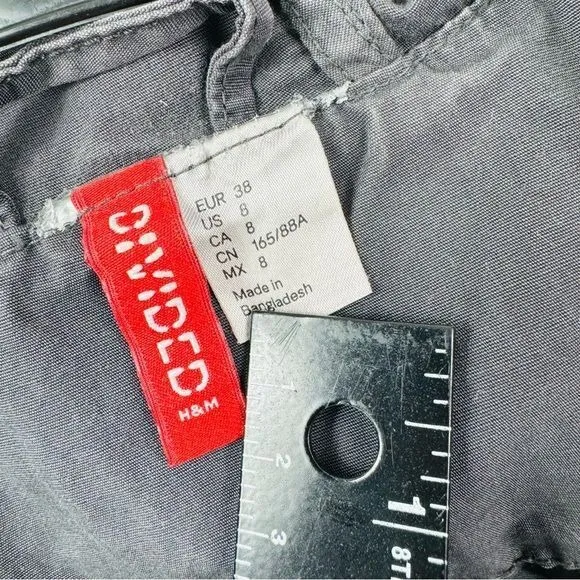 DIVIDED
H&M
EUR 38
US 8
CA 8
CN 165/88A
MX 8
Made in
Bangladesh
1
2
3
1
8T